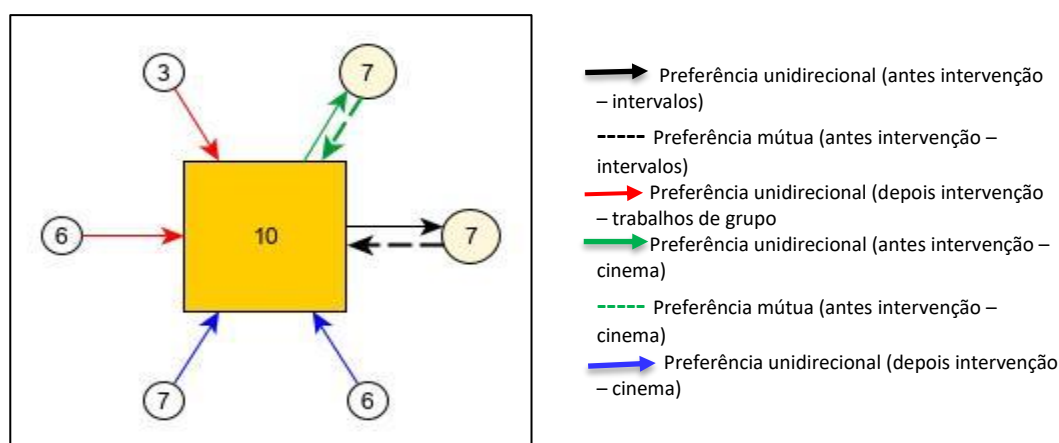 3
7
6
10
7
7
6
Preferência unidirecional (antes intervenção
– intervalos)
----- Preferência mútua (antes intervenção –
intervalos)
Preferência unidirecional (depois intervenção
– trabalhos de grupo
Preferência unidirecional (antes intervenção –
cinema)
----- Preferência mútua (antes intervenção –
cinema)
Preferência unidirecional (depois intervenção
– cinema)